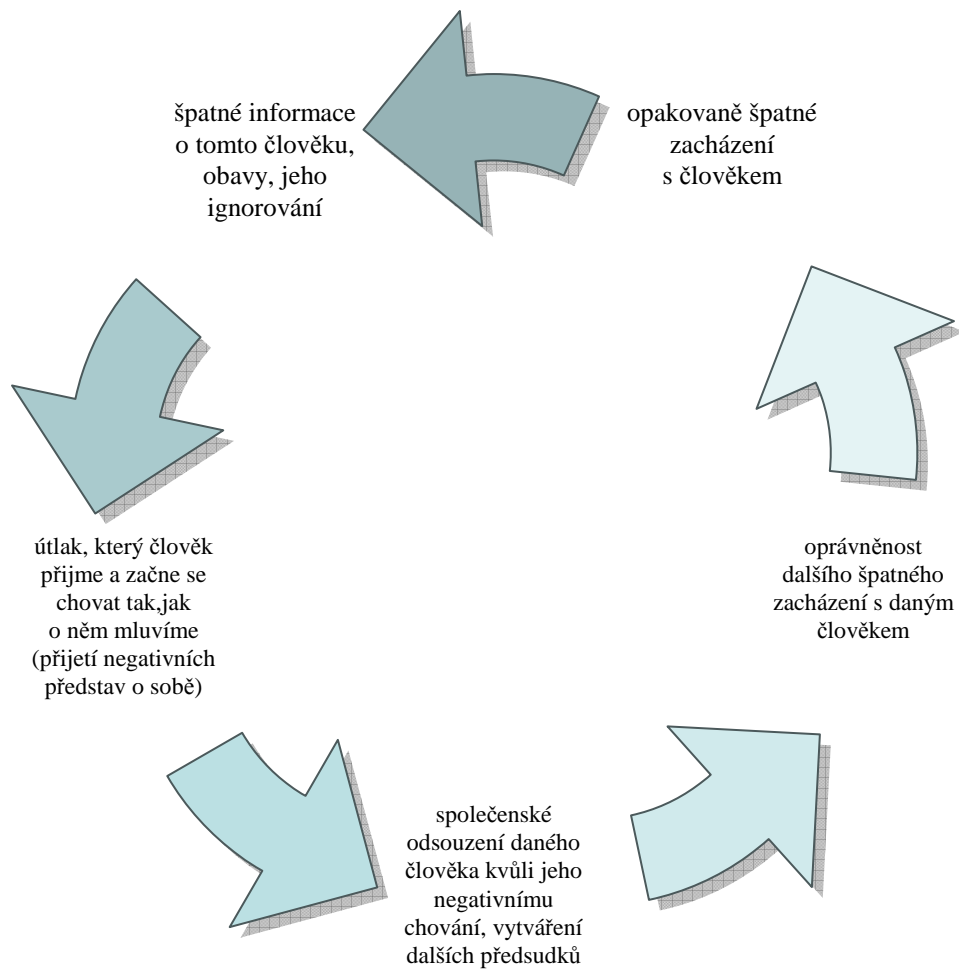 špatné informace
o tomto člověku,
obavy, jeho
ignorování
opakovaně špatné
zacházení
s člověkem
útlak, který člověk
přijme a začne se
chovat tak,jak
o něm mluvíme
(přijetí negativních
představ o sobě)
oprávněnost
dalšího špatného
zacházení s daným
člověkem
společenské
odsouzení daného
člověka kvůli jeho
negativnímu
chování, vytváření
dalších předsudků